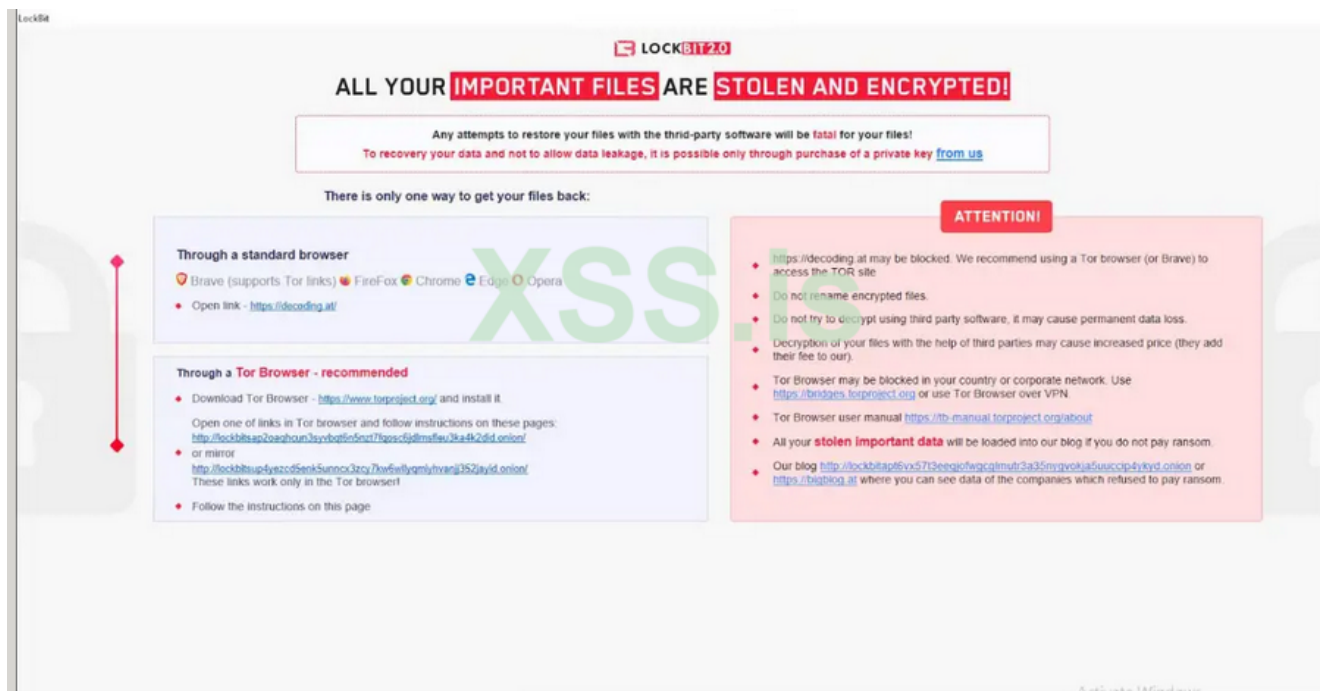 LockBit
LOCKBIT 2.0
ALL YOUR IMPORTANT FILES ARE STOLEN AND ENCRYPTED!
Any attempts to restore your files with the thrid-party software will be fatal for your files!
To recovery your data and not to allow data leakage, it is possible only through purchase of a private key from us
There is only one way to get your files back:
Through a standard browser
Brave (supports Tor links) FireFox Chrome Edge Opera
Open link - https://decoding.at/
Through a Tor Browser - recommended
Download Tor Browser - https://www.torproject.org/ and install it.
Open one of links in Tor browser and follow instructions on these pages:
or mirror
These links work only in the Tor browser!
Follow the instructions on this page
ATTENTION!
https://decoding.at may be blocked. We recommend using a Tor browser (or Brave) to
access the TOR site
Do not rename encrypted files.
Do not try to decrypt using third party software, it may cause permanent data loss.
Decryption of your files with the help of third parties may cause increased price (they add
their fee to our).
Tor Browser may be blocked in your country or corporate network. Use
https://bridges.torproject.org or use Tor Browser over VPN.
Tor Browser user manual https://tb-manual.torproject.org/about
All your stolen important data will be loaded into our blog if you do not pay ransom.
Our blog or
https://bigblog.at where you can see data of the companies which refused to pay ransom.
XSS.is
Activate Windows